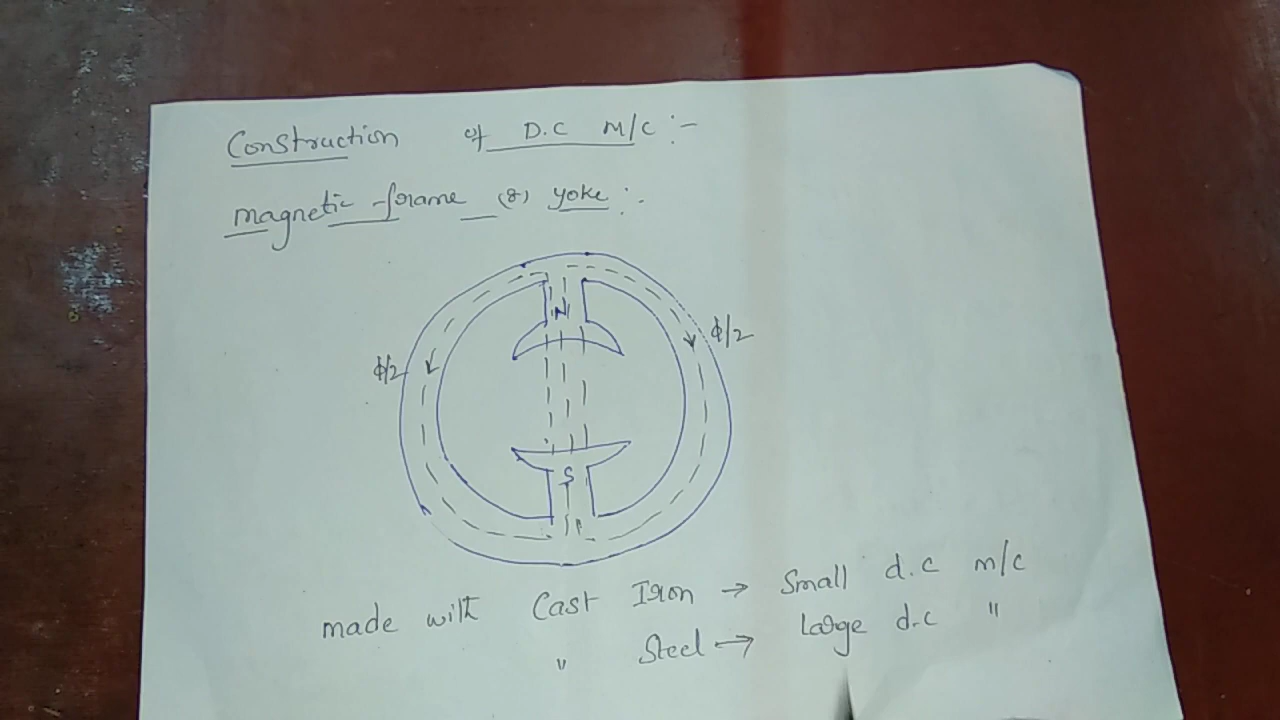 Construction of D.C M/C :-
magnetic frame (or) yoke :-
N
ϕ/2
ϕ/2
S
made with Cast Iron → Small d.c m/c
" Steel → Large d.c "